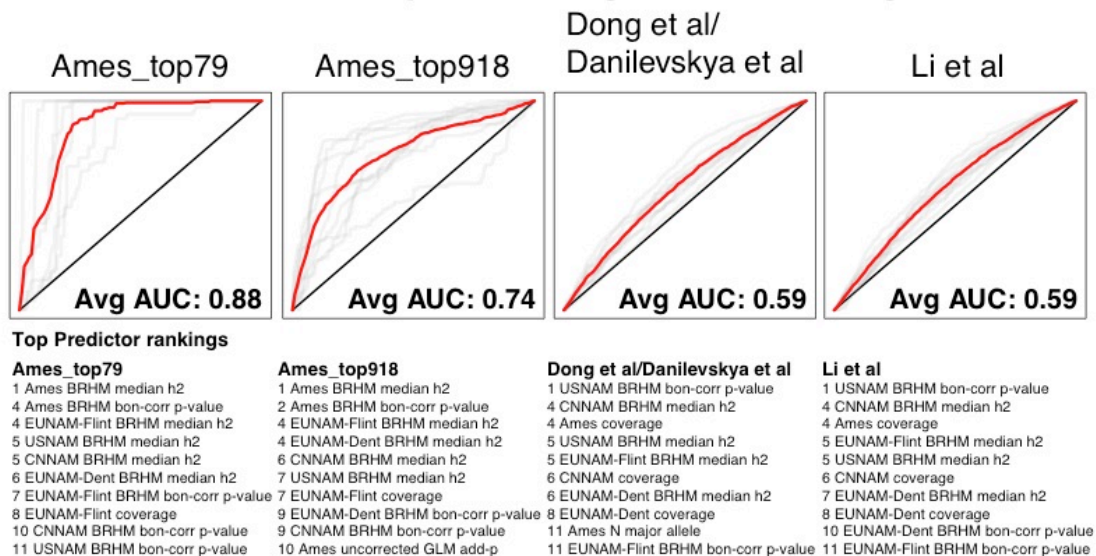 Ames_top79
Ames_top918
Dong et al/
Danilevskya et al
Li et al
Avg AUC: 0.88
Avg AUC: 0.74
Avg AUC: 0.59
Avg AUC: 0.59
Top Predictor rankings
Ames_top79
1 Ames BRHM median h2
4 Ames BRHM bon-corr p-value
4 EUNAM-Flint BRHM median h2
5 USNAM BRHM median h2
5 CNNAM BRHM median h2
6 EUNAM-Dent BRHM median h2
7 EUNAM-Flint BRHM bon-corr p-value
8 EUNAM-Flint coverage
10 CNNAM BRHM bon-corr p-value
11 USNAM BRHM bon-corr p-value
Ames_top918
1 Ames BRHM median h2
2 Ames BRHM bon-corr p-value
4 EUNAM-Flint BRHM median h2
4 EUNAM-Dent BRHM median h2
6 CNNAM BRHM median h2
7 USNAM BRHM median h2
7 EUNAM-Flint coverage
9 EUNAM-Dent BRHM bon-corr p-value
9 CNNAM BRHM bon-corr p-value
10 Ames uncorrected GLM add-p
Dong et al/Danilevskya et al
1 USNAM BRHM bon-corr p-value
4 CNNAM BRHM median h2
4 Ames coverage
5 USNAM BRHM median h2
5 EUNAM-Flint BRHM median h2
6 CNNAM coverage
6 EUNAM-Dent BRHM median h2
8 EUNAM-Dent coverage
11 Ames N major allele
11 EUNAM-Flint BRHM bon-corr p-value
Li et al
1 USNAM BRHM bon-corr p-value
4 CNNAM BRHM median h2
4 Ames coverage
5 EUNAM-Flint BRHM median h2
5 USNAM BRHM median h2
6 CNNAM coverage
7 EUNAM-Dent BRHM median h2
8 EUNAM-Dent coverage
10 EUNAM-Dent BRHM bon-corr p-value
11 EUNAM-Flint BRHM bon-corr p-value